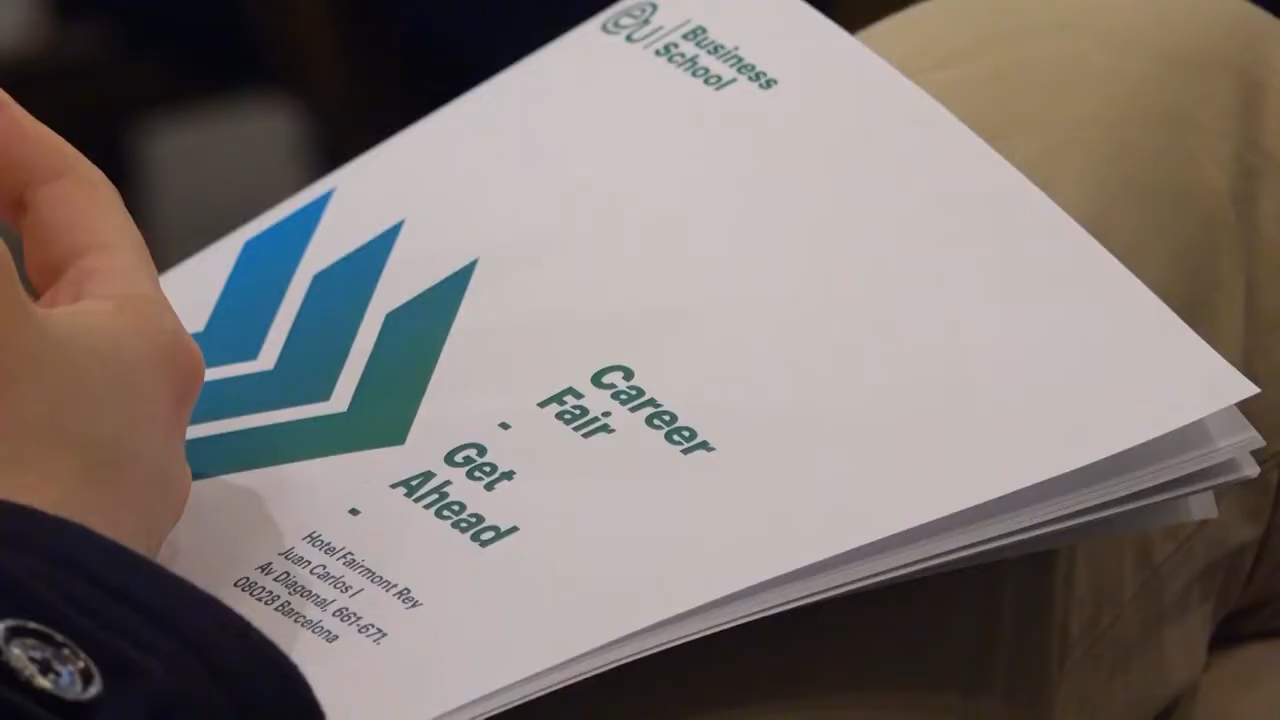 eu | Business
School
Career
Fair
-
Get
Ahead
-
Hotel Fairmont Rey
Juan Carlos I
Av Diagonal, 661-671.
08028 Barcelona